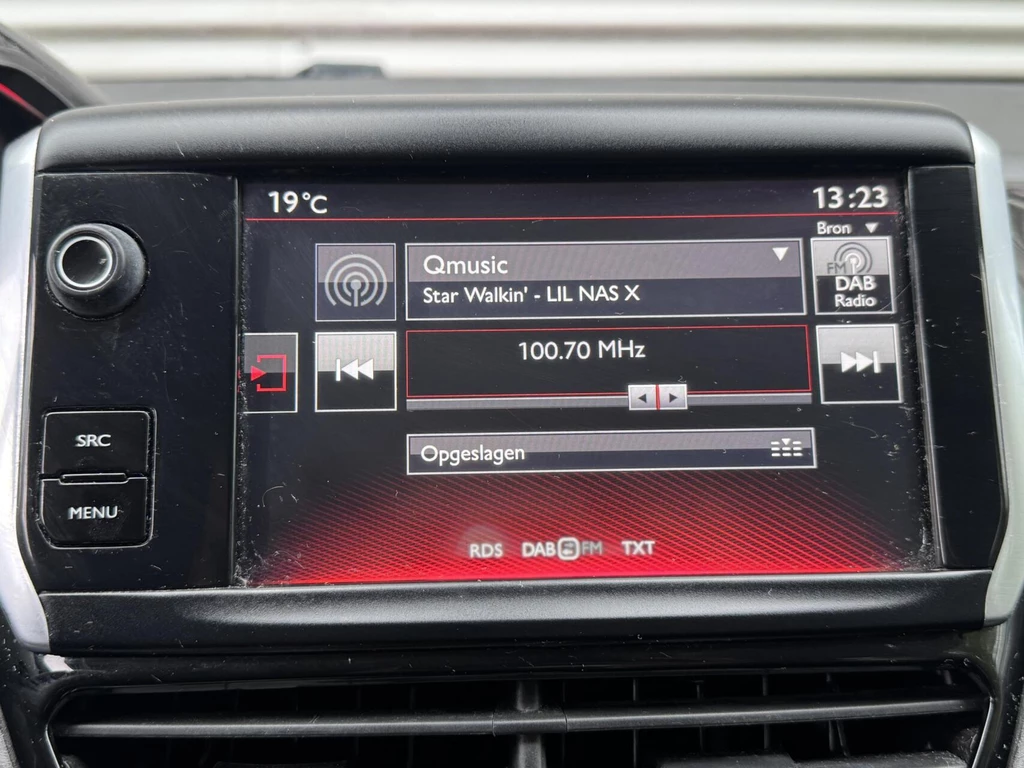 19°C
13:23
Bron
Qmusic
Star Walkin' - LIL NAS X
FM
DAB
Radio
100.70 MHz
SRC
Opgeslagen
MENU
RDS DAB S FM TXT